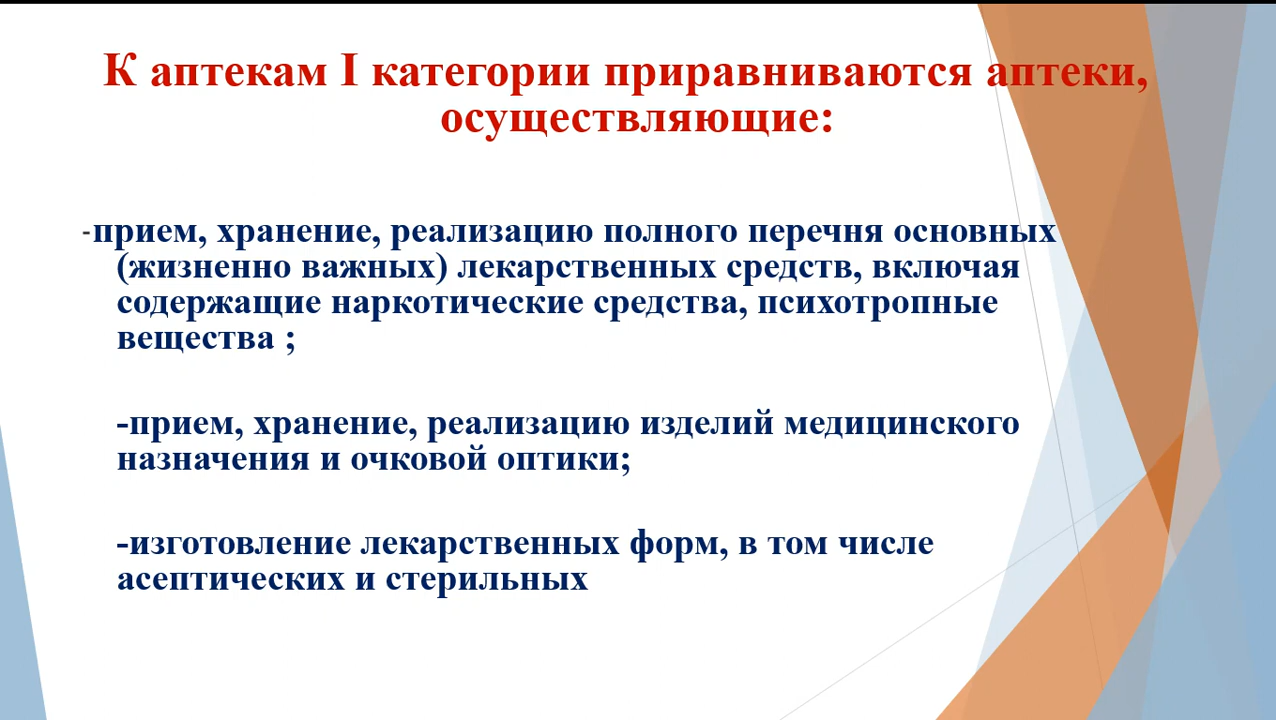 К аптекам I категории приравниваются аптеки,
осуществляющие:
-прием, хранение, реализацию полного перечня основных
(жизненно важных) лекарственных средств, включая
содержащие наркотические средства, психотропные
вещества ;
-прием, хранение, реализацию изделий медицинского
назначения и очковой оптики;
-изготовление лекарственных форм, в том числе
асептических и стерильных